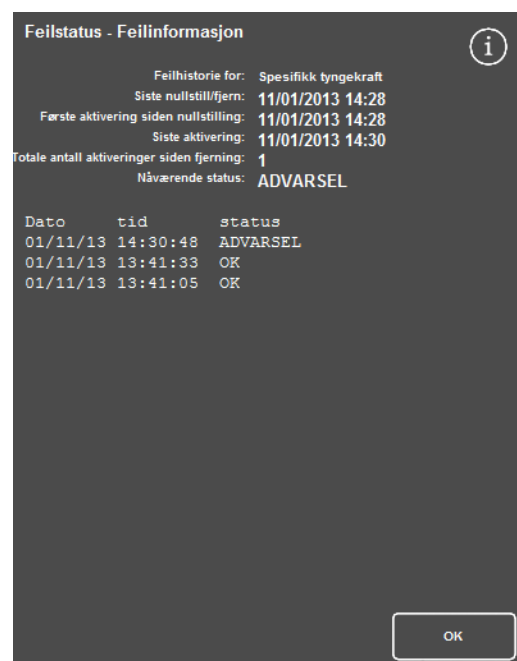 Feilstatus - Feilinformasjon
i
Feilhistorie for: Spesifikk tyngekraft
Siste nullstill/fjern: 11/01/2013 14:28
Første aktivering siden nullstilling: 11/01/2013 14:28
Siste aktivering: 11/01/2013 14:30
Totale antall aktiveringer siden fjerning: 1
Nåværende status: ADVARSEL
Dato tid status
01/11/13 14:30:48 ADVARSEL
01/11/13 13:41:33 OK
01/11/13 13:41:05 OK
OK